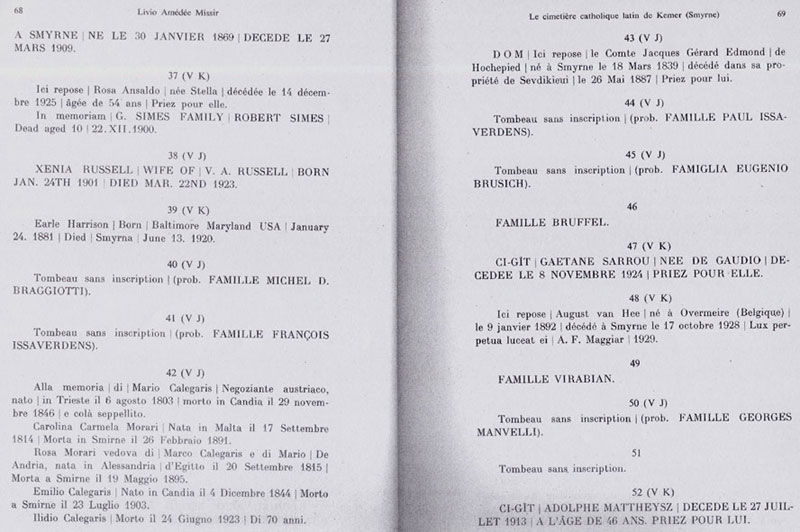 68
Livio Amédée Missir
A SMYRNE | NE LE 30 JANVIER 1869 | DECEDE LE 27
MARS 1909.
37 (V K)
Ici repose | Rosa Ansaldo | née Stella | décédée le 14 décem-
bre 1925 | âgée de 54 ans | Priez pour elle.
In memoriam | G. SIMES FAMILY | ROBERT SIMES |
Dead aged 10 | 22.XII.1900.
38 (V J)
XENIA RUSSELL | WIFE OF | V. A. RUSSELL | BORN
JAN. 24TH 1901 | DIED MAR. 22ND 1923.
39 (V K)
Earle Harrison | Born | Baltimore Maryland USA | January
24. 1881 | Died | Smyrna | June 13. 1920.
40 (V J)
Tombeau sans inscription | (prob. FAMILLE MICHEL D.
BRAGGIOTTI).
41 (V J)
Tombeau sans inscription | (prob. FAMILLE FRANÇOIS
ISSAVERDENS).
42 (V J)
Alla memoria | di | Mario Calegaris | Negoziante austriaco,
nato | in Trieste il 6 agosto 1803 | morto in Candia il 29 novem-
bre 1846 | e colà seppellito.
Carolina Carmela Morari | Nata in Malta il 17 Settembre
1814 | Morta in Smirne il 26 Febbraio 1891.
Rosa Morari vedova di | Marco Calegaris e di Mario | De
Andria, nata in Alessandria | d'Egitto il 20 Settembre 1815 |
Morta a Smirne il 19 Maggio 1895.
Emilio Calegaris | Nato in Candia il 4 Dicembre 1844 | Morto
a Smirne il 23 Luglio 1903.
Ilidio Calegaris | Morto il 24 Giugno 1923 | Di 70 anni.
Le cimetière catholique latin de Kemer (Smyrne)
69
43 (V J)
D O M | Ici repose | le Comte Jacques Gérard Edmond | de
Hochepied | né à Smyrne le 18 Mars 1839 | décédé dans sa pro-
priété de Sevdikieui | le 26 Mai 1887 | Priez pour lui.
44 (V J)
Tombeau sans inscription | (prob. FAMILLE PAUL ISSA-
VERDENS).
45 (V J)
Tombeau sans inscription | (prob. FAMIGLIA EUGENIO
BRUSICH).
46
FAMILLE BRUFFEL.
47 (V K)
CI-GÎT | GAETANE SARROU | NEE DE GAUDIO | DE-
CEDEE LE 8 NOVEMBRE 1924 | PRIEZ POUR ELLE.
48 (V K)
Ici repose | August van Hee | né à Overmeire (Belgique) |
le 9 janvier 1892 | décédé à Smyrne le 17 octobre 1928 | Lux per-
petua luceat ei | A. F. Maggiar | 1929.
49
FAMILLE VIRABIAN.
50 (V J)
Tombeau sans inscription | (prob. FAMILLE GEORGES
MANVELLI).
51
Tombeau sans inscription.
52 (V K)
CI-GÎT | ADOLPHE MATTHEYSZ | DECEDE LE 27 JUIL-
LET 1913 | A L'ÂGE DE 46 ANS. PRIEZ POUR LUI.